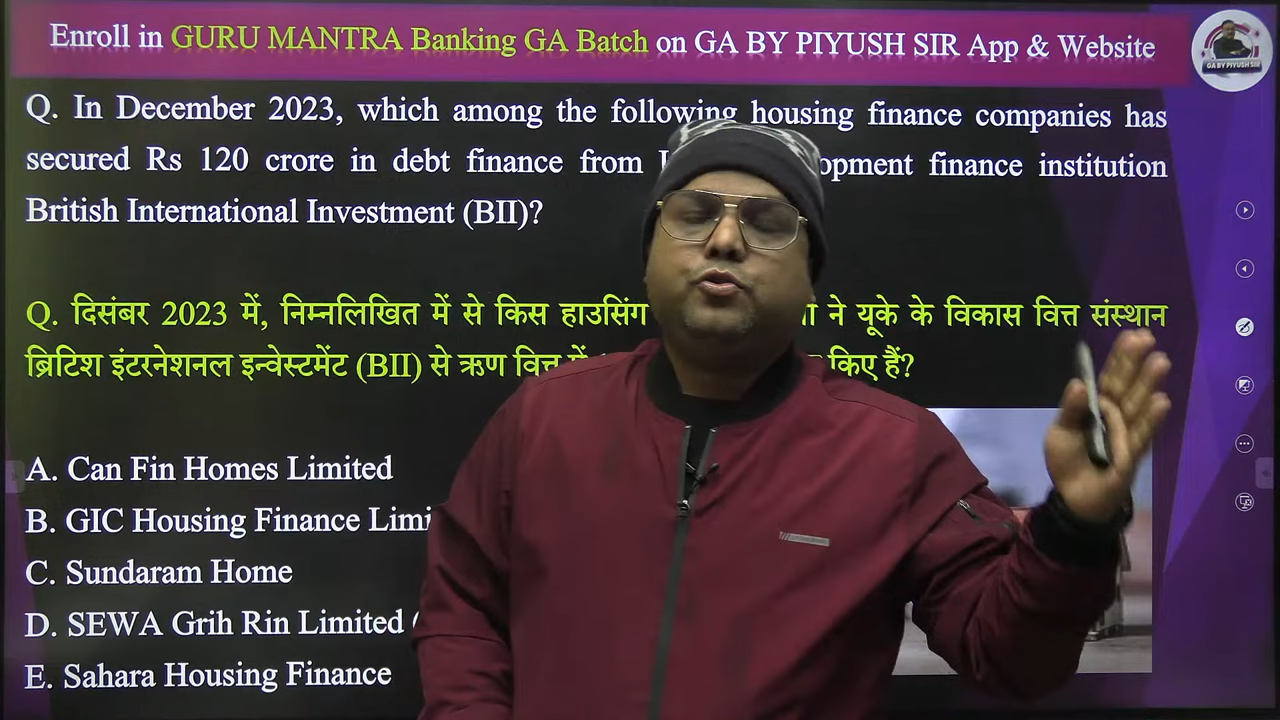 Enroll in GURU MANTRA Banking GA Batch on GA BY PIYUSH SIR App & Website
GA BY PIYUSH SIR
Q. In December 2023, which among the following housing finance companies has
secured Rs 120 crore in debt finance from finance institution
British International Investment (BII)?
Q. दिसंबर 2023 में, निम्नलिखित में से किस हाउसिंग ने यूके के विकास वित्त संस्थान
ब्रिटिश इंटरनेशनल इन्वेस्टमेंट (BII) से ऋण वित्त में किए हैं?
A. Can Fin Homes Limited
B. GIC Housing Finance
C. Sundaram Home
D. SEWA Grih Rin Limited (
E. Sahara Housing Finance